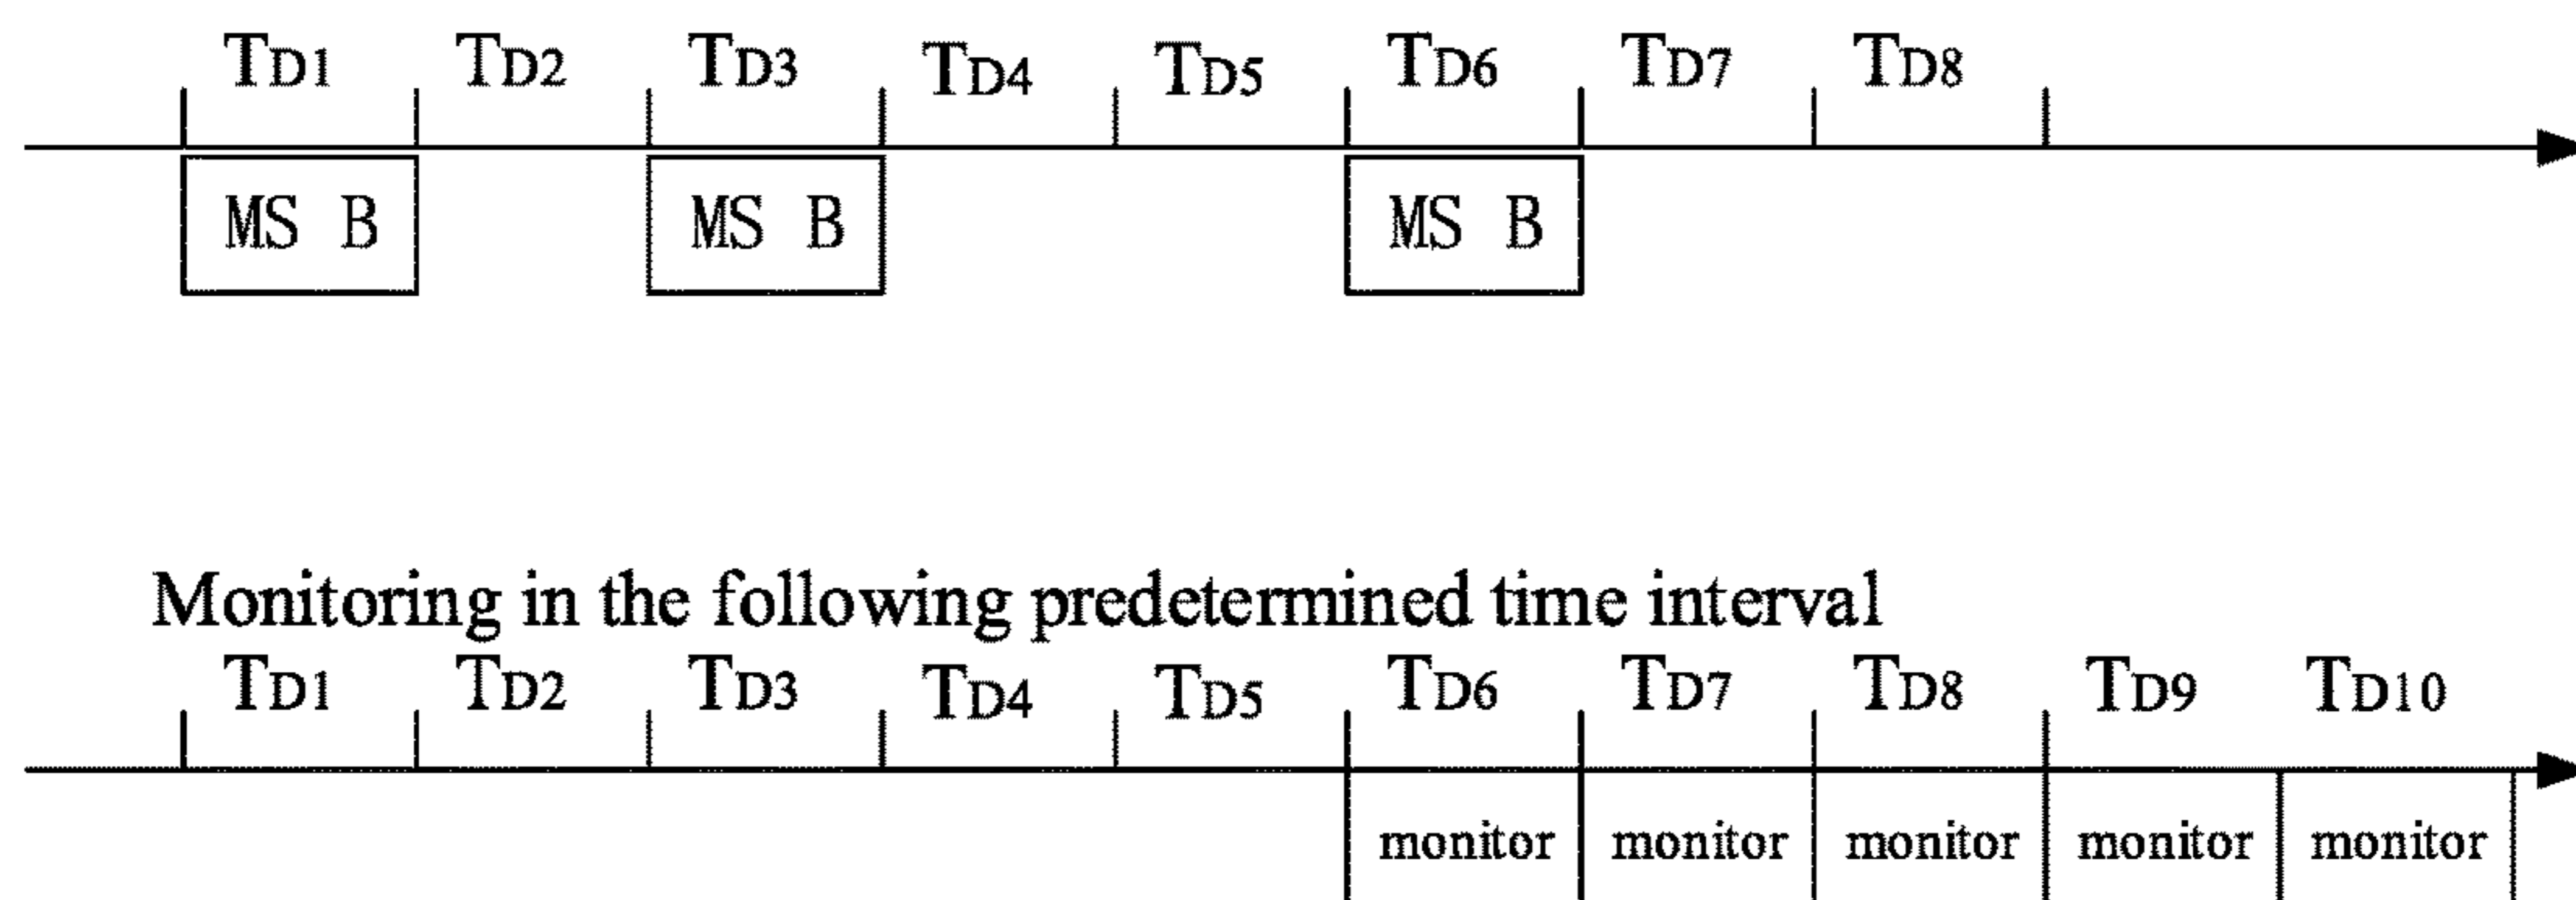 TD1 TD2 TD3 TD4 TD5 TD6 TD7 TD8
MS B MS B MS B
Monitoring in the following predetermined time interval
TD1 TD2 TD3 TD4 TD5 TD6 TD7 TD8 TD9 TD10
monitor monitor monitor monitor monitor